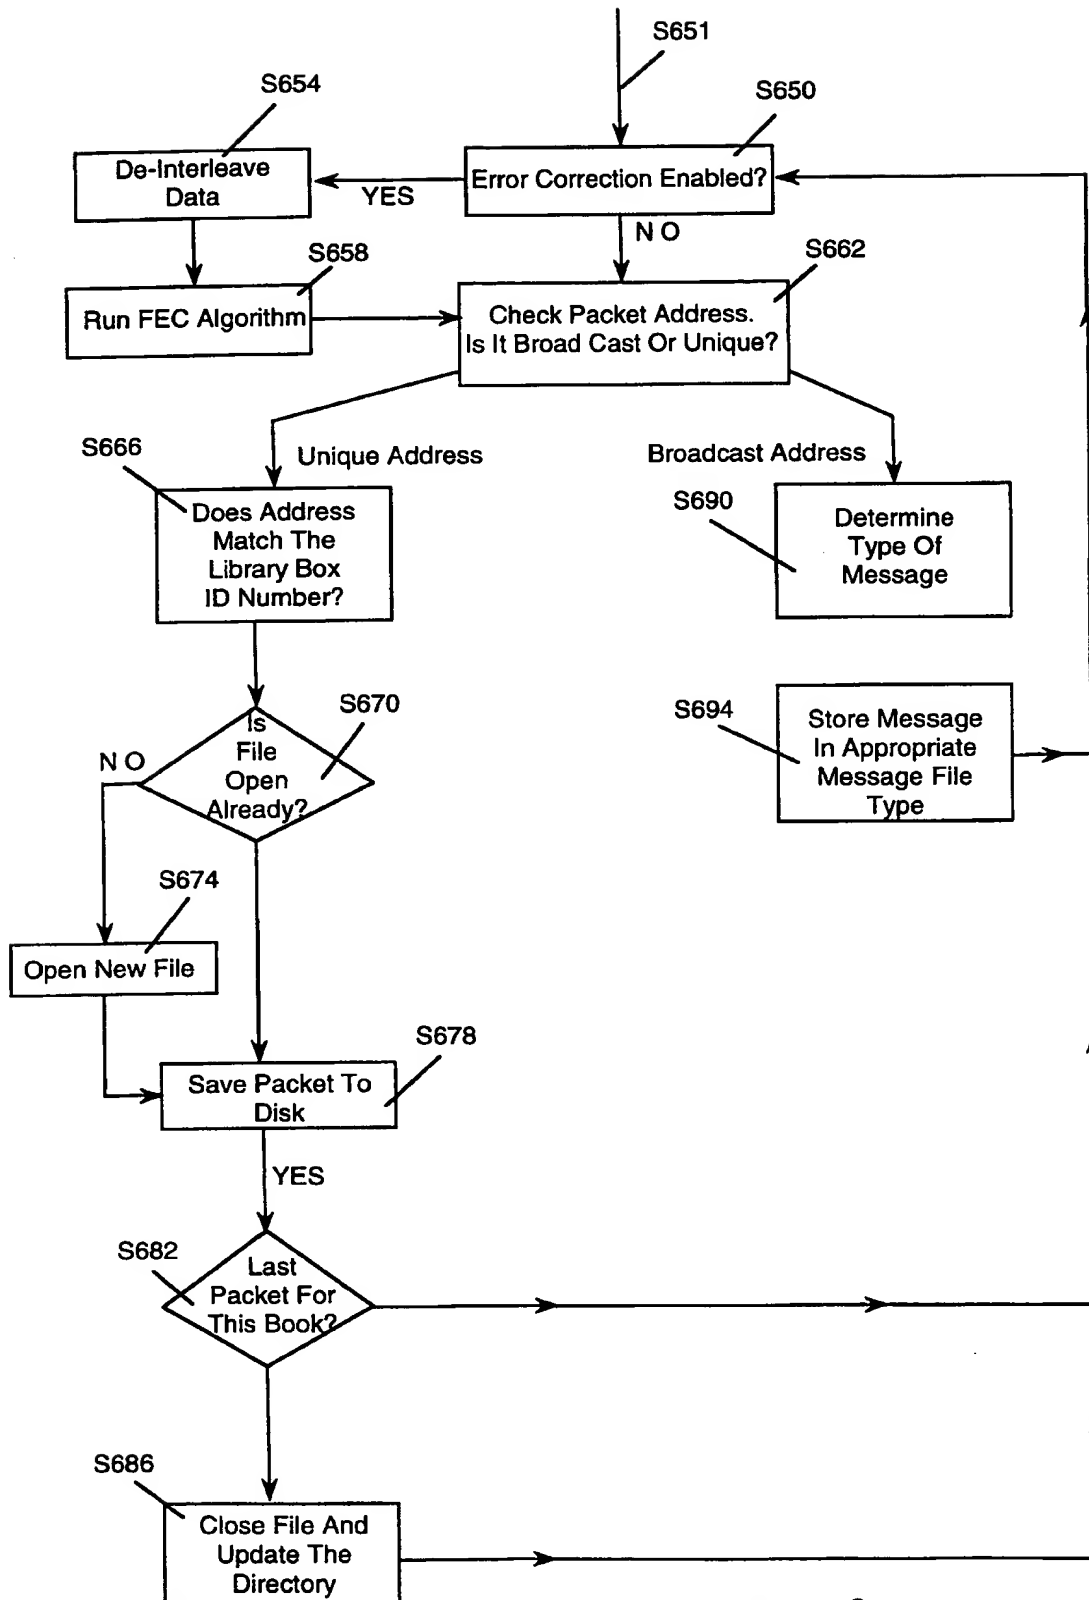 S651
S654
S650
De-Interleave
Data
YES
Error Correction Enabled?
N O
S658
S662
Run FEC Algorithm
Check Packet Address.
Is It Broad Cast Or Unique?
S666
Unique Address
Broadcast Address
Does Address
Match The
Library Box
ID Number?
S690
Determine
Type Of
Message
S670
Is
File
Open
Already?
N O
S694
Store Message
In Appropriate
Message File
Type
S674
Open New File
S678
Save Packet To
Disk
YES
S682
Last
Packet For
This Book?
S686
Close File And
Update The
Directory